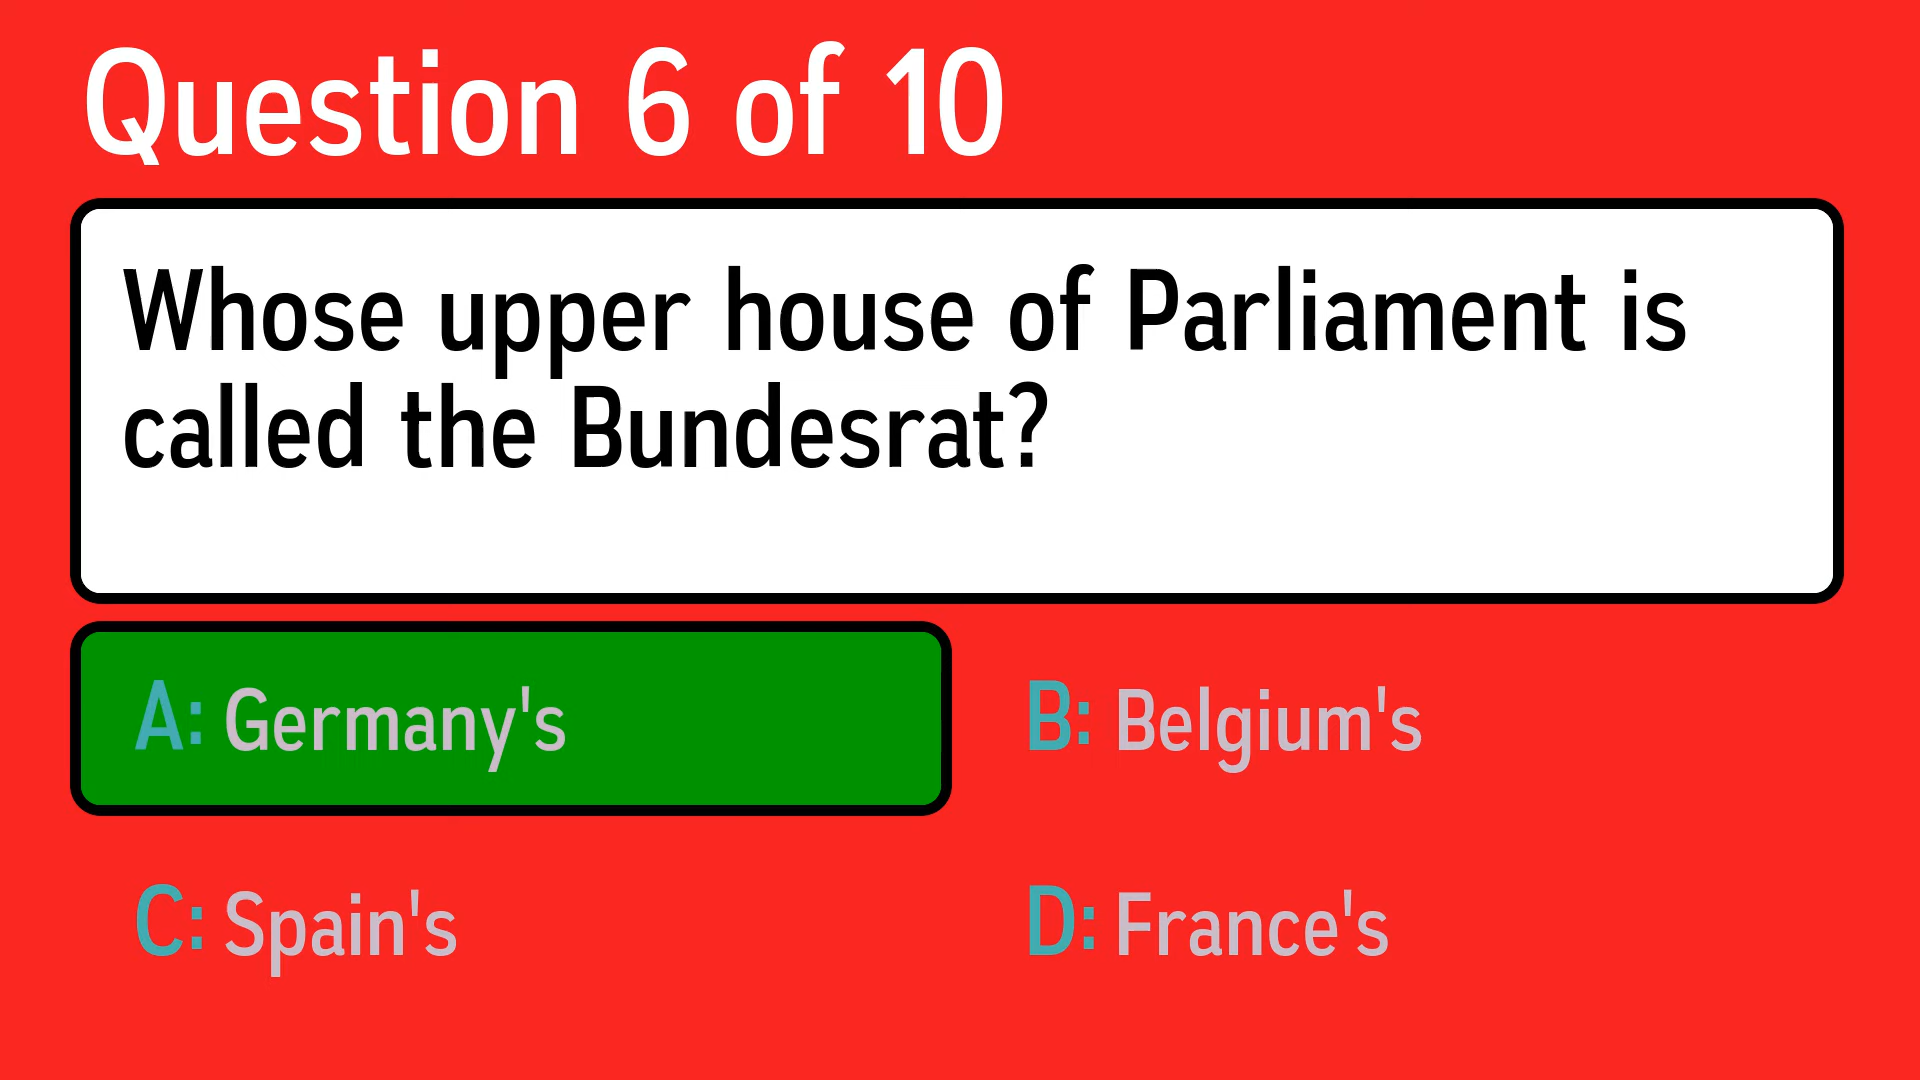 Question 6 of 10
Whose upper house of Parliament is
called the Bundesrat?
A: Germany's
B: Belgium's
C: Spain's
D: France's